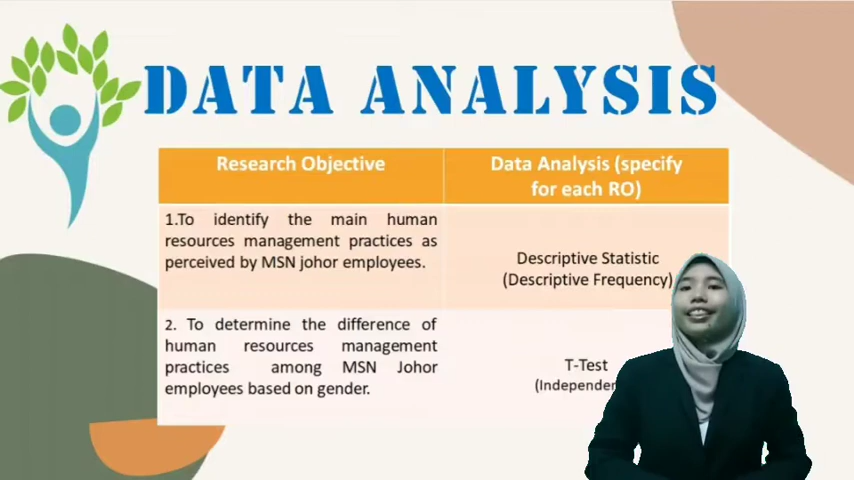 DATA ANALYSIS
Research Objective
Data Analysis (specify
for each RO)
1.To identify the main human
resources management practices as
perceived by MSN johor employees.
Descriptive Statistic
(Descriptive Frequency)
2. To determine the difference of
human resources management
practices among MSN Johor
employees based on gender.
T-Test